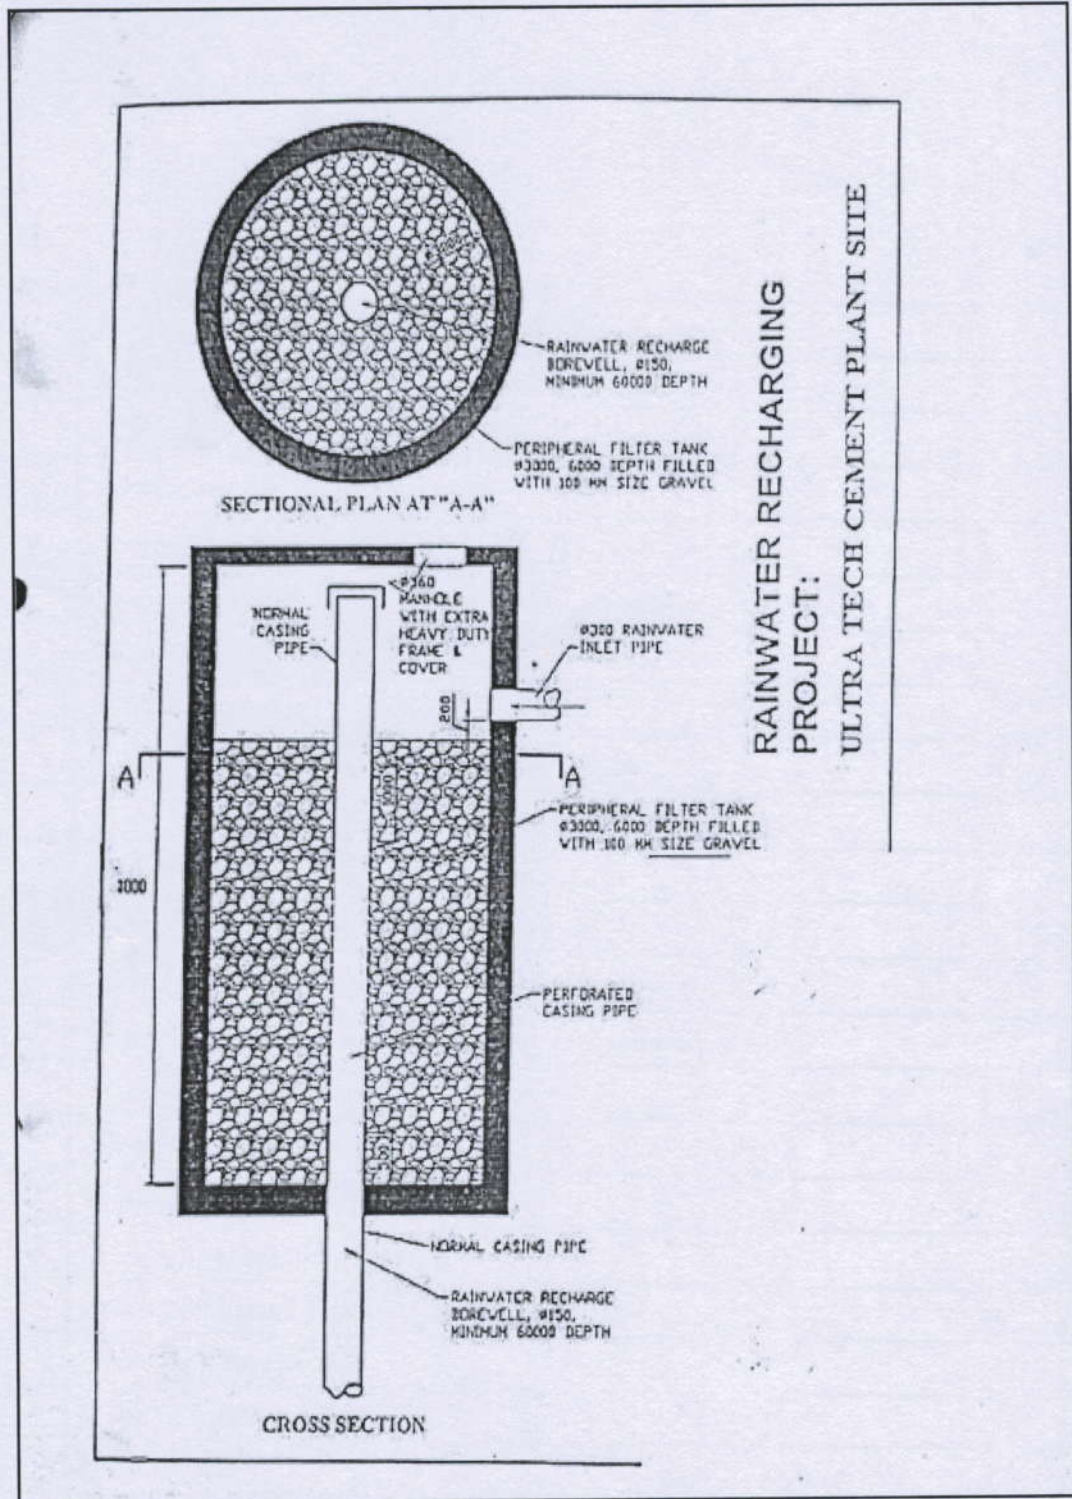 RAINWATER RECHARGE
BOREWELL, ø150,
MINIMUM 60000 DEPTH
PERIPHERAL FILTER TANK
ø3000, 6000 DEPTH FILLED
WITH 100 MM SIZE GRAVEL
SECTIONAL PLAN AT "A-A"
RAINWATER RECHARGING
PROJECT:
ULTRA TECH CEMENT PLANT SITE
ø360
MANHOLE
WITH EXTRA
HEAVY DUTY
FRAME &
COVER
NORMAL
CASING
PIPE
ø300 RAINWATER
INLET PIPE
200
A
A
PERIPHERAL FILTER TANK
ø3000, 6000 DEPTH FILLED
WITH 100 MM SIZE GRAVEL
PERFORATED
CASING PIPE
NORMAL CASING PIPE
RAINWATER RECHARGE
BOREWELL, ø150,
MINIMUM 60000 DEPTH
CROSS SECTION